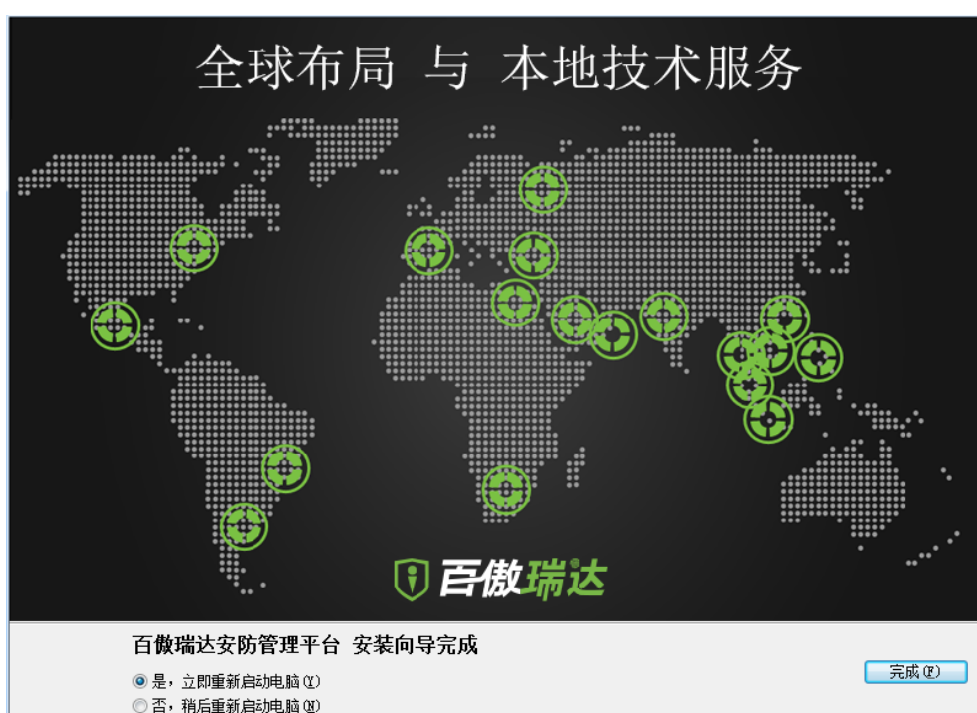 全球布局 与 本地技术服务
百傲瑞达
百傲瑞达安防管理平台 安装向导完成
是，立即重新启动电脑(Y)
否，稍后重新启动电脑(N)
完成(F)